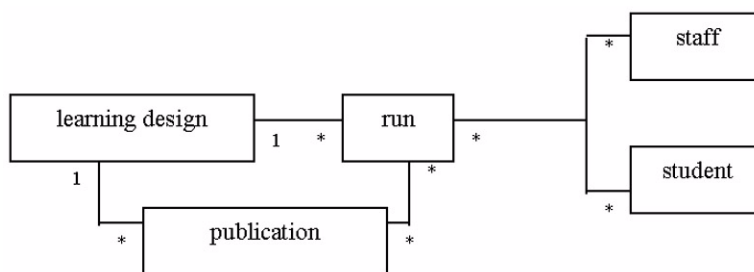 staff
*
learning design
run
1
*
*
student
1
*
*
publication
*
*